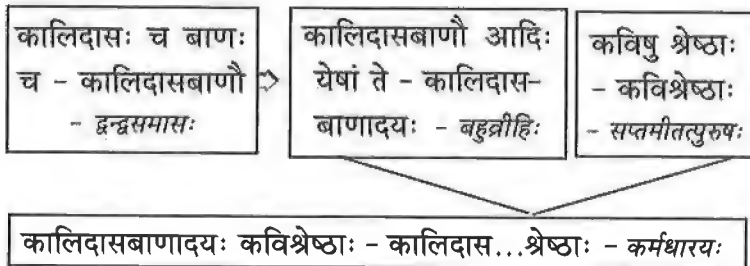 कालिदासः च बाणः
च - कालिदासबाणौ
- द्वन्द्वसमासः
कालिदासबाणौ आदिः
येषां ते - कालिदास-
बाणादयः - बहुव्रीहिः
कविषु श्रेष्ठाः
- कविश्रेष्ठाः
- सप्तमीतत्पुरुषः
कालिदासबाणादयः कविश्रेष्ठाः - कालिदास...श्रेष्ठाः - कर्मधारयः